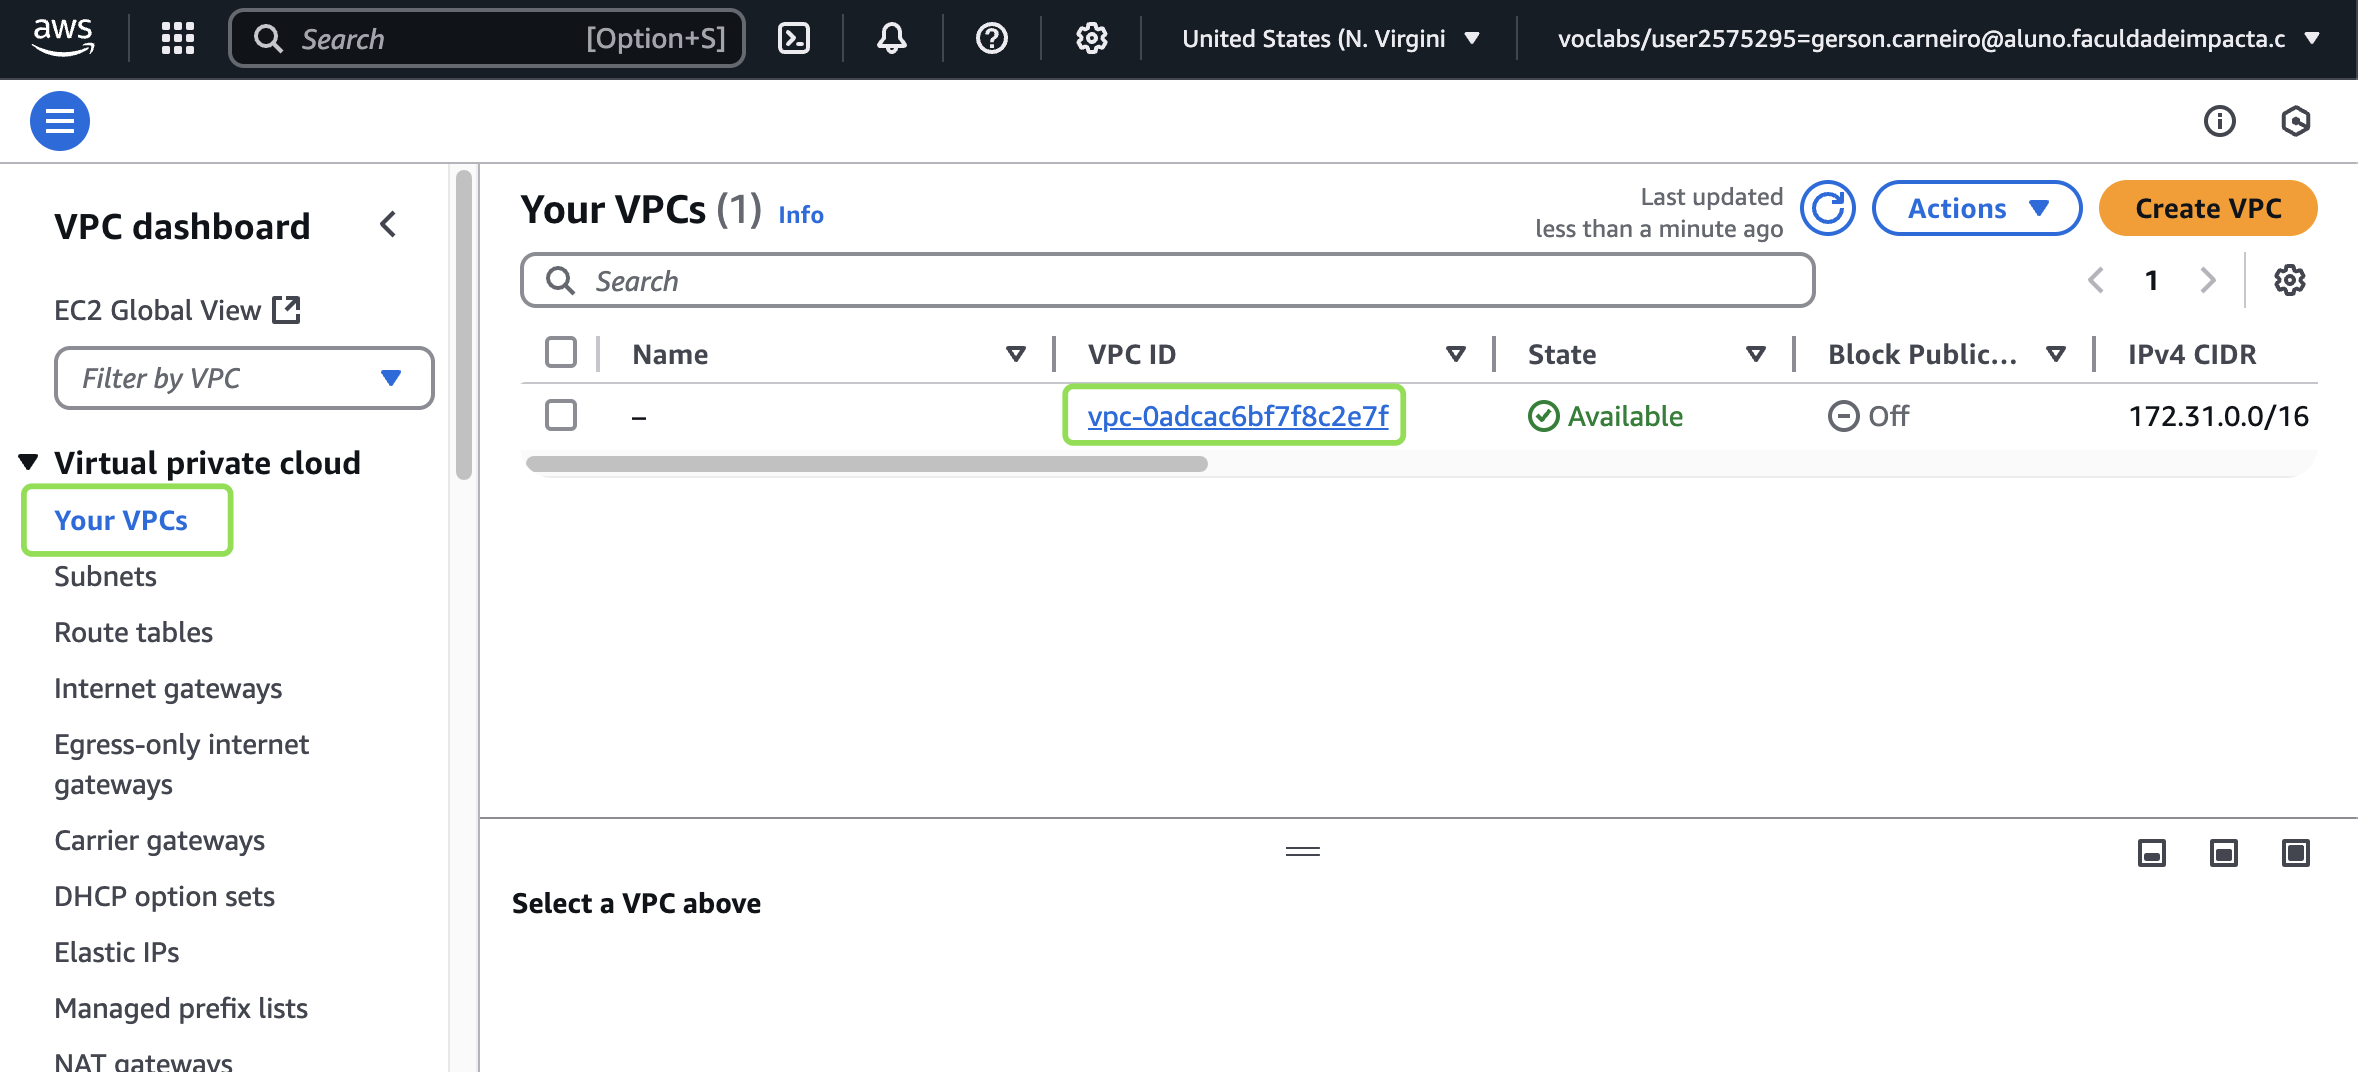 aws
Search [Option+S]
United States (N. Virgini
voclabs/user2575295=gerson.carneiro@aluno.faculdadeimpacta.c
VPC dashboard
EC2 Global View
Filter by VPC
Virtual private cloud
Your VPCs
Subnets
Route tables
Internet gateways
Egress-only internet
gateways
Carrier gateways
DHCP option sets
Elastic IPs
Managed prefix lists
NAT gateways
Your VPCs (1) Info
Last updated
less than a minute ago
Actions
Create VPC
Search
1
Name VPC ID State Block Public... IPv4 CIDR
– vpc-0adcac6bf7f8c2e7f Available Off 172.31.0.0/16
Select a VPC above